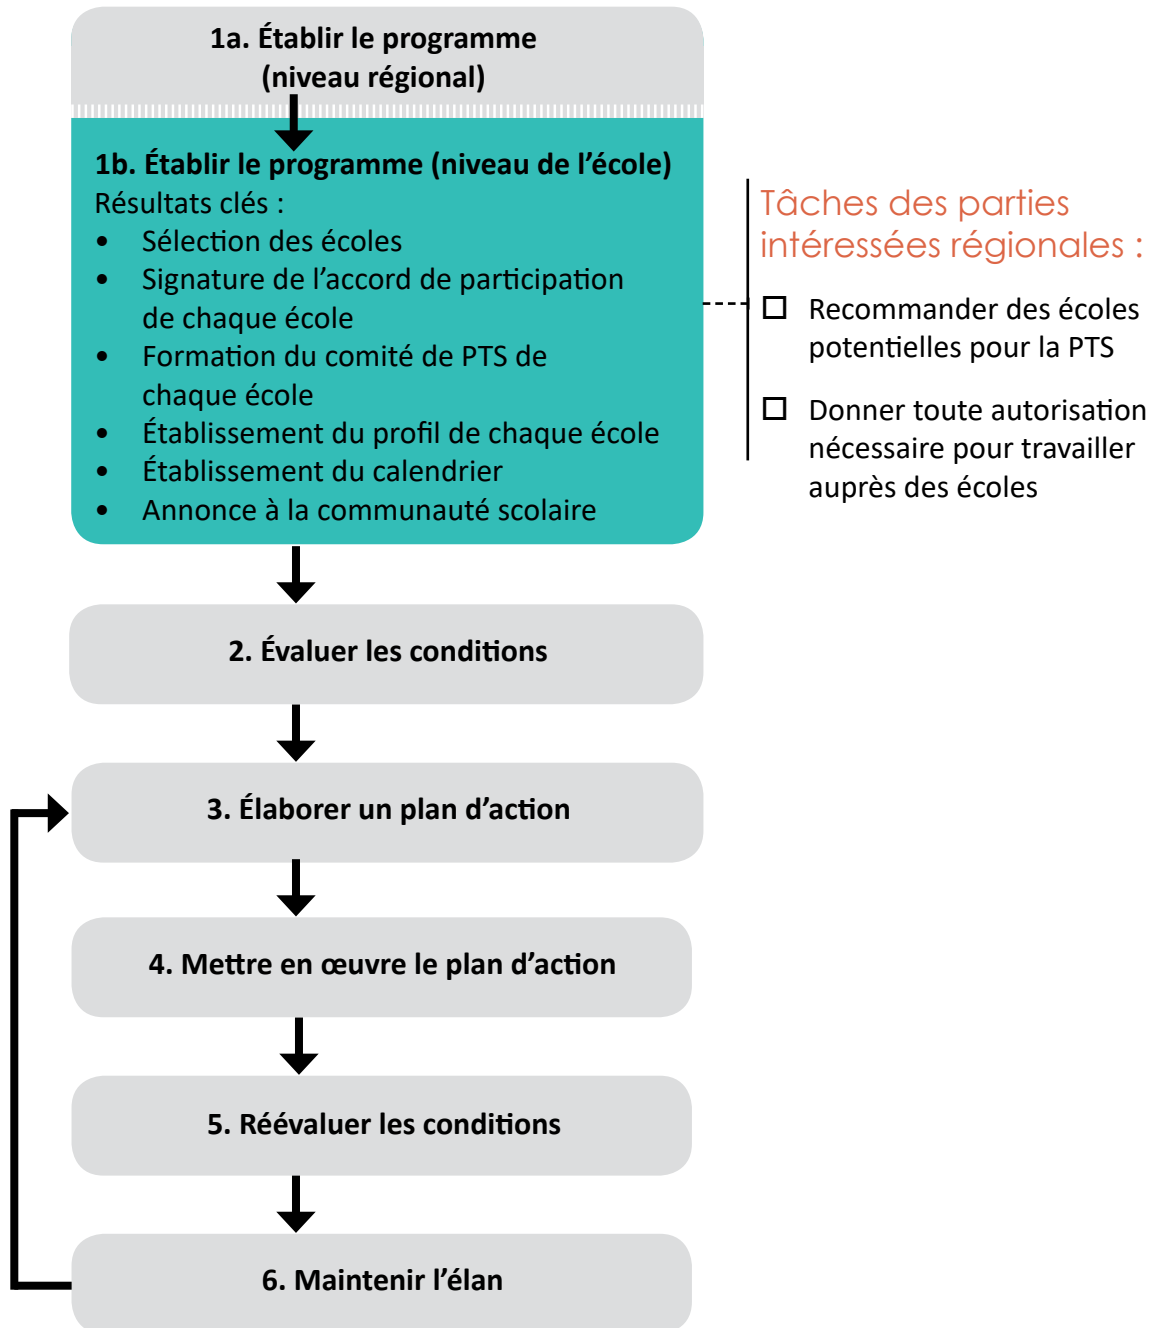 1a. Établir le programme
(niveau régional)
1b. Établir le programme (niveau de l’école)
Résultats clés :
• Sélection des écoles
• Signature de l’accord de participation
de chaque école
• Formation du comité de PTS de
chaque école
• Établissement du profil de chaque école
• Établissement du calendrier
• Annonce à la communauté scolaire
Tâches des parties
intéressées régionales :
☐ Recommander des écoles
potentielles pour la PTS
☐ Donner toute autorisation
nécessaire pour travailler
auprès des écoles
2. Évaluer les conditions
3. Élaborer un plan d’action
4. Mettre en œuvre le plan d’action
5. Réévaluer les conditions
6. Maintenir l’élan